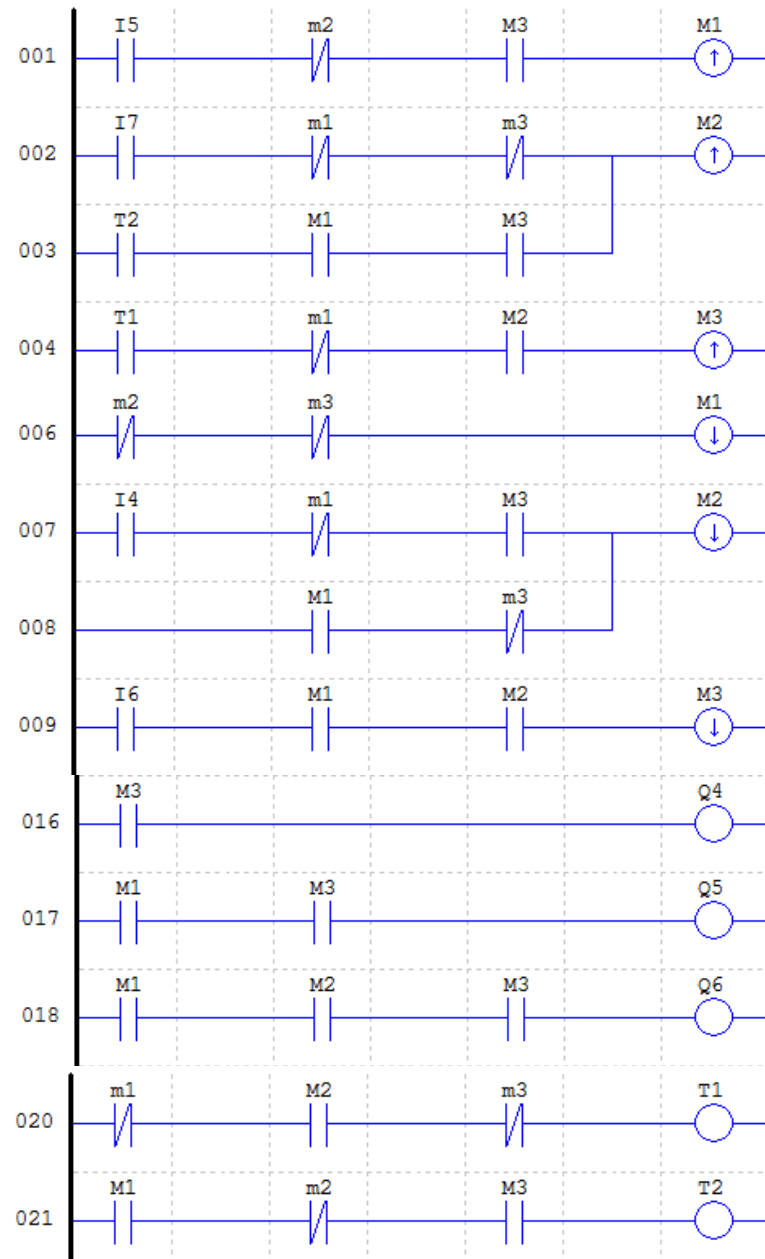 I5 m2 M3 M1
001
I7 m1 m3 M2
002
T2 M1 M3
003
T1 m1 M2 M3
004
m2 m3 M1
006
I4 m1 M3 M2
007
M1 m3
008
I6 M1 M2 M3
009
M3 Q4
016
M1 M3 Q5
017
M1 M2 M3 Q6
018
m1 M2 m3 T1
020
M1 m2 M3 T2
021